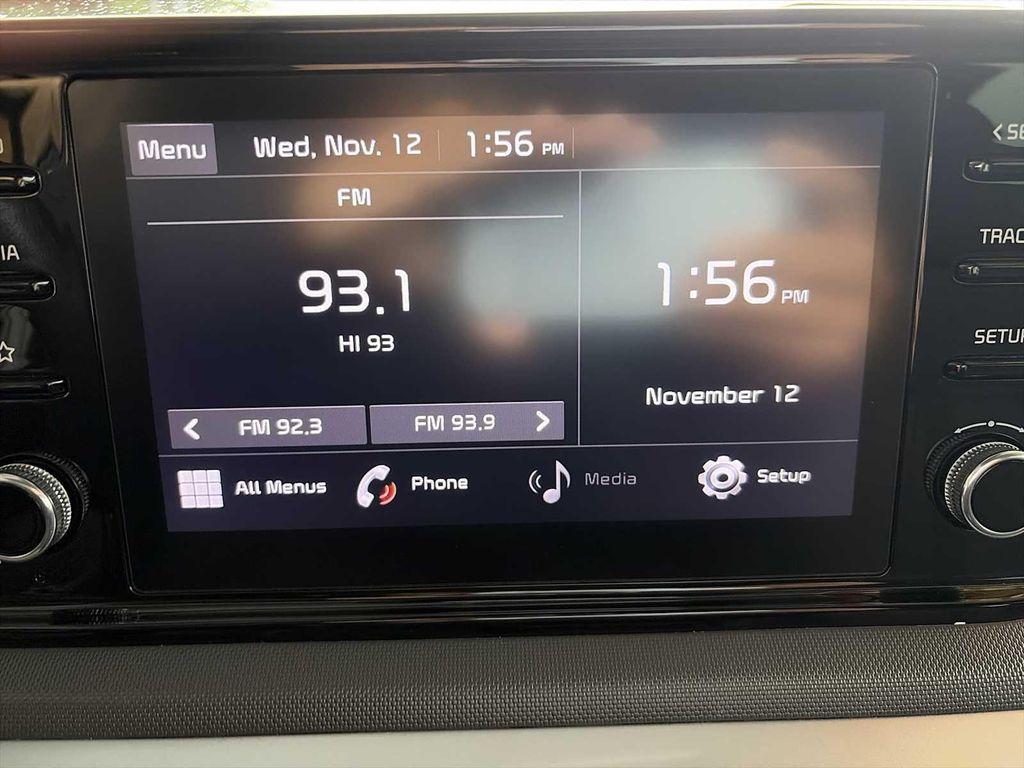 Menu Wed, Nov. 12 1:56 PM
FM
93.1
HI 93
1:56 PM
November 12
< FM 92.3 FM 93.9 >
All Menus Phone Media Setup
TRAC
SETUP